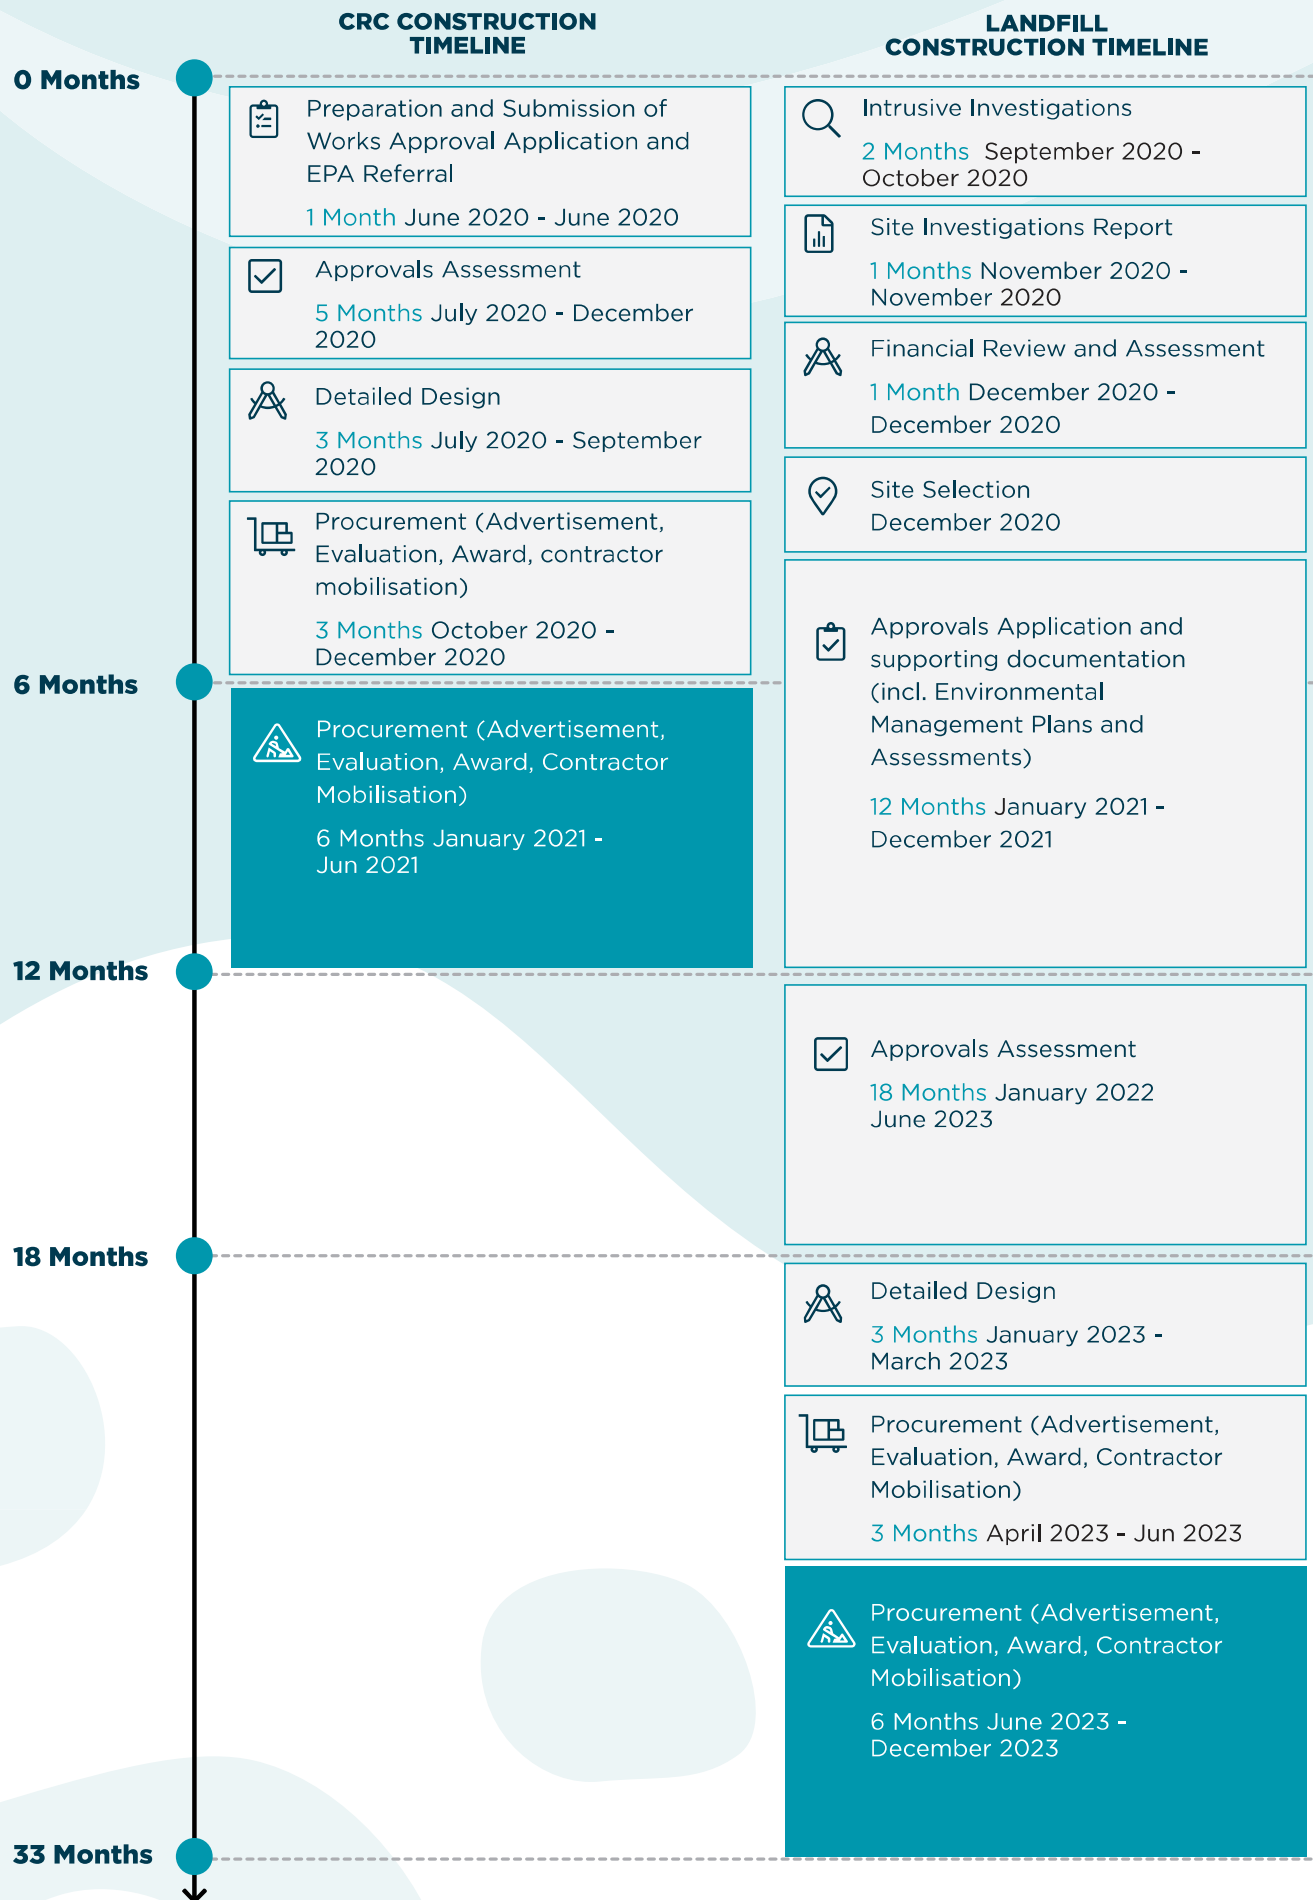 CRC CONSTRUCTION
TIMELINE
LANDFILL
CONSTRUCTION TIMELINE
0 Months
Preparation and Submission of
Works Approval Application and
EPA Referral
1 Month June 2020 - June 2020
Approvals Assessment
5 Months July 2020 - December
2020
Detailed Design
3 Months July 2020 - September
2020
Procurement (Advertisement,
Evaluation, Award, contractor
mobilisation)
3 Months October 2020 -
December 2020
6 Months
Procurement (Advertisement,
Evaluation, Award, Contractor
Mobilisation)
6 Months January 2021 -
Jun 2021
Intrusive Investigations
2 Months September 2020 -
October 2020
Site Investigations Report
1 Months November 2020 -
November 2020
Financial Review and Assessment
1 Month December 2020 -
December 2020
Site Selection
December 2020
Approvals Application and
supporting documentation
(incl. Environmental
Management Plans and
Assessments)
12 Months January 2021 -
December 2021
12 Months
Approvals Assessment
18 Months January 2022
June 2023
18 Months
Detailed Design
3 Months January 2023 -
March 2023
Procurement (Advertisement,
Evaluation, Award, Contractor
Mobilisation)
3 Months April 2023 - Jun 2023
Procurement (Advertisement,
Evaluation, Award, Contractor
Mobilisation)
6 Months June 2023 -
December 2023
33 Months